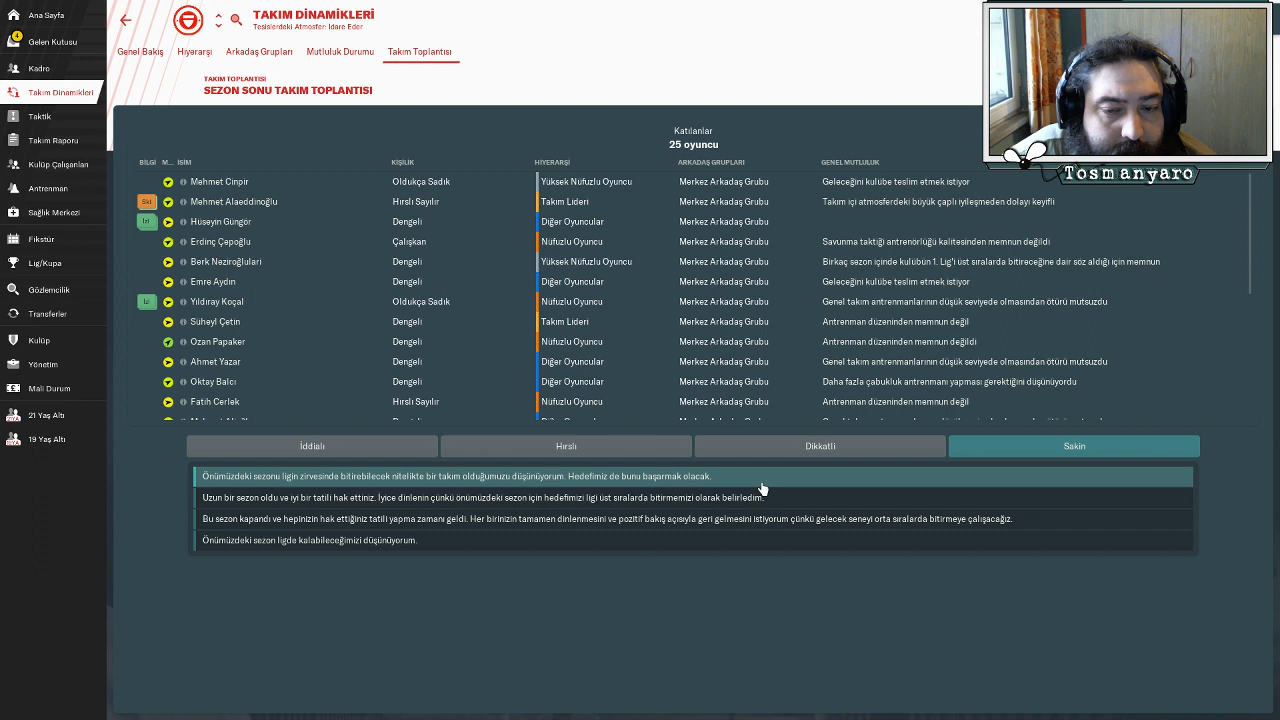 Ana Sayfa
4
Gelen Kutusu
Kadro
Takım Dinamikleri
Taktik
Takım Raporu
Kulüp Çalışanları
Antrenman
Sağlık Merkezi
Fikstür
Lig/Kupa
Gözlemcilik
Transferler
Kulüp
Yönetim
Mali Durum
21 Yaş Altı
19 Yaş Altı
TAKIM DİNAMİKLERİ
Tesislerdeki Atmosfer: İdare Eder
Genel Bakış Hiyerarşi Arkadaş Grupları Mutluluk Durumu Takım Toplantısı
TAKIM TOPLANTISI
SEZON SONU TAKIM TOPLANTISI
Tosmanyaro
Katılanlar
25 oyuncu
BİLGİ M... İSİM KİŞİLİK HİYERARŞİ ARKADAŞ GRUPLARI GENEL MUTLULUK
Mehmet Cinpir Oldukça Sadık Yüksek Nüfuzlu Oyuncu Merkez Arkadaş Grubu Geleceğini kulübe teslim etmek istiyor
Ski Mehmet Alaeddinoğlu Hırslı Sayılır Takım Lideri Merkez Arkadaş Grubu Takım içi atmosferdeki büyük çaplı iyileşmeden dolayı keyifli
İzl Hüseyin Güngör Dengeli Diğer Oyuncular Merkez Arkadaş Grubu
Erdinç Çepoğlu Çalışkan Nüfuzlu Oyuncu Merkez Arkadaş Grubu Savunma taktiği antrenörlüğü kalitesinden memnun değildi
Berk Neziroğlulari Dengeli Yüksek Nüfuzlu Oyuncu Merkez Arkadaş Grubu Birkaç sezon içinde kulübün 1. Lig'i üst sıralarda bitireceğine dair söz aldığı için memnun
Emre Aydın Dengeli Diğer Oyuncular Merkez Arkadaş Grubu Geleceğini kulübe teslim etmek istiyor
İzl Yıldıray Koçal Oldukça Sadık Nüfuzlu Oyuncu Merkez Arkadaş Grubu Genel takım antrenmanlarının düşük seviyede olmasından ötürü mutsuzdu
Süheyl Çetin Dengeli Takım Lideri Merkez Arkadaş Grubu Antrenman düzeninden memnun değil
Ozan Papaker Dengeli Nüfuzlu Oyuncu Merkez Arkadaş Grubu Antrenman düzeninden memnun değildi
Ahmet Yazar Dengeli Diğer Oyuncular Merkez Arkadaş Grubu Genel takım antrenmanlarının düşük seviyede olmasından ötürü mutsuzdu
Oktay Balcı Dengeli Diğer Oyuncular Merkez Arkadaş Grubu Daha fazla çabukluk antrenmanı yapması gerektiğini düşünüyordu
Fatih Cerlek Hırslı Sayılır Nüfuzlu Oyuncu Merkez Arkadaş Grubu Antrenman düzeninden memnun değil
İddialı Hırslı Dikkatli Sakin
Önümüzdeki sezonu ligin zirvesinde bitirebilecek nitelikte bir takım olduğumuzu düşünüyorum. Hedefimiz de bunu başarmak olacak.
Uzun bir sezon oldu ve iyi bir tatili hak ettiniz. İyice dinlenin çünkü önümüzdeki sezon için hedefimizi ligi üst sıralarda bitirmemizi olarak belirledim.
Bu sezon kapandı ve hepinizin hak ettiğiniz tatili yapma zamanı geldi. Her birinizin tamamen dinlenmesini ve pozitif bakış açısıyla geri gelmesini istiyorum çünkü gelecek seneyi orta sıralarda bitirmeye çalışacağız.
Önümüzdeki sezon ligde kalabileceğimizi düşünüyorum.